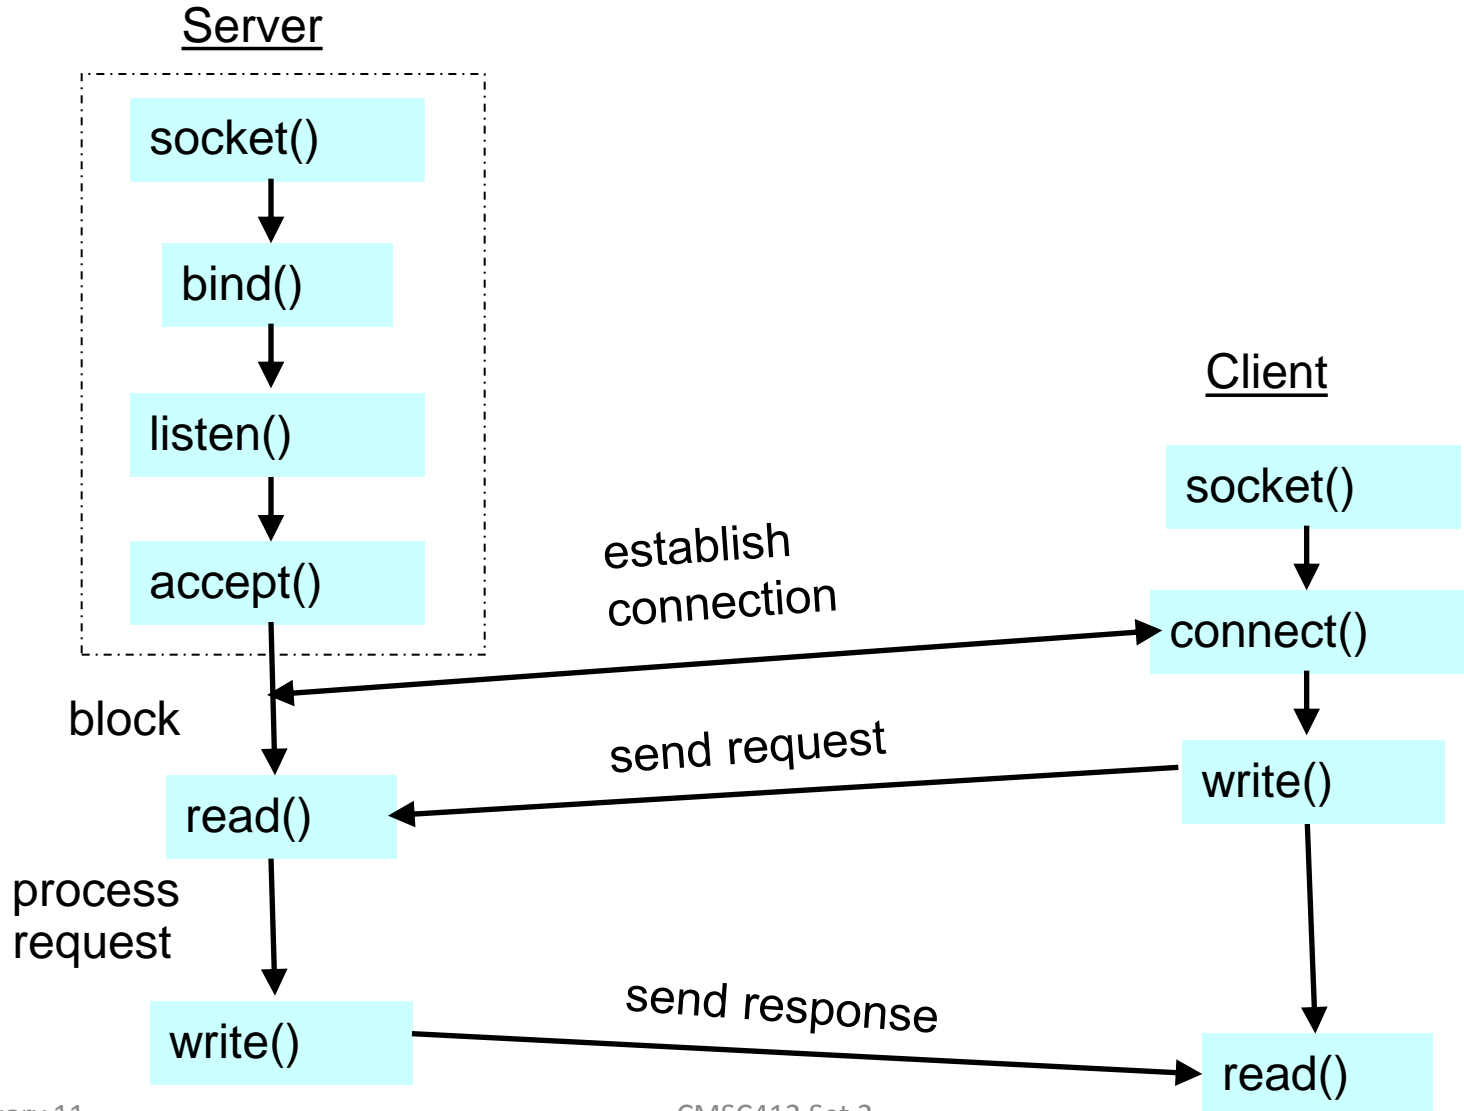 Server
socket()
bind()
listen()
accept()
block
read()
process
request
write()
establish
connection
send request
send response
Client
socket()
connect()
write()
read()